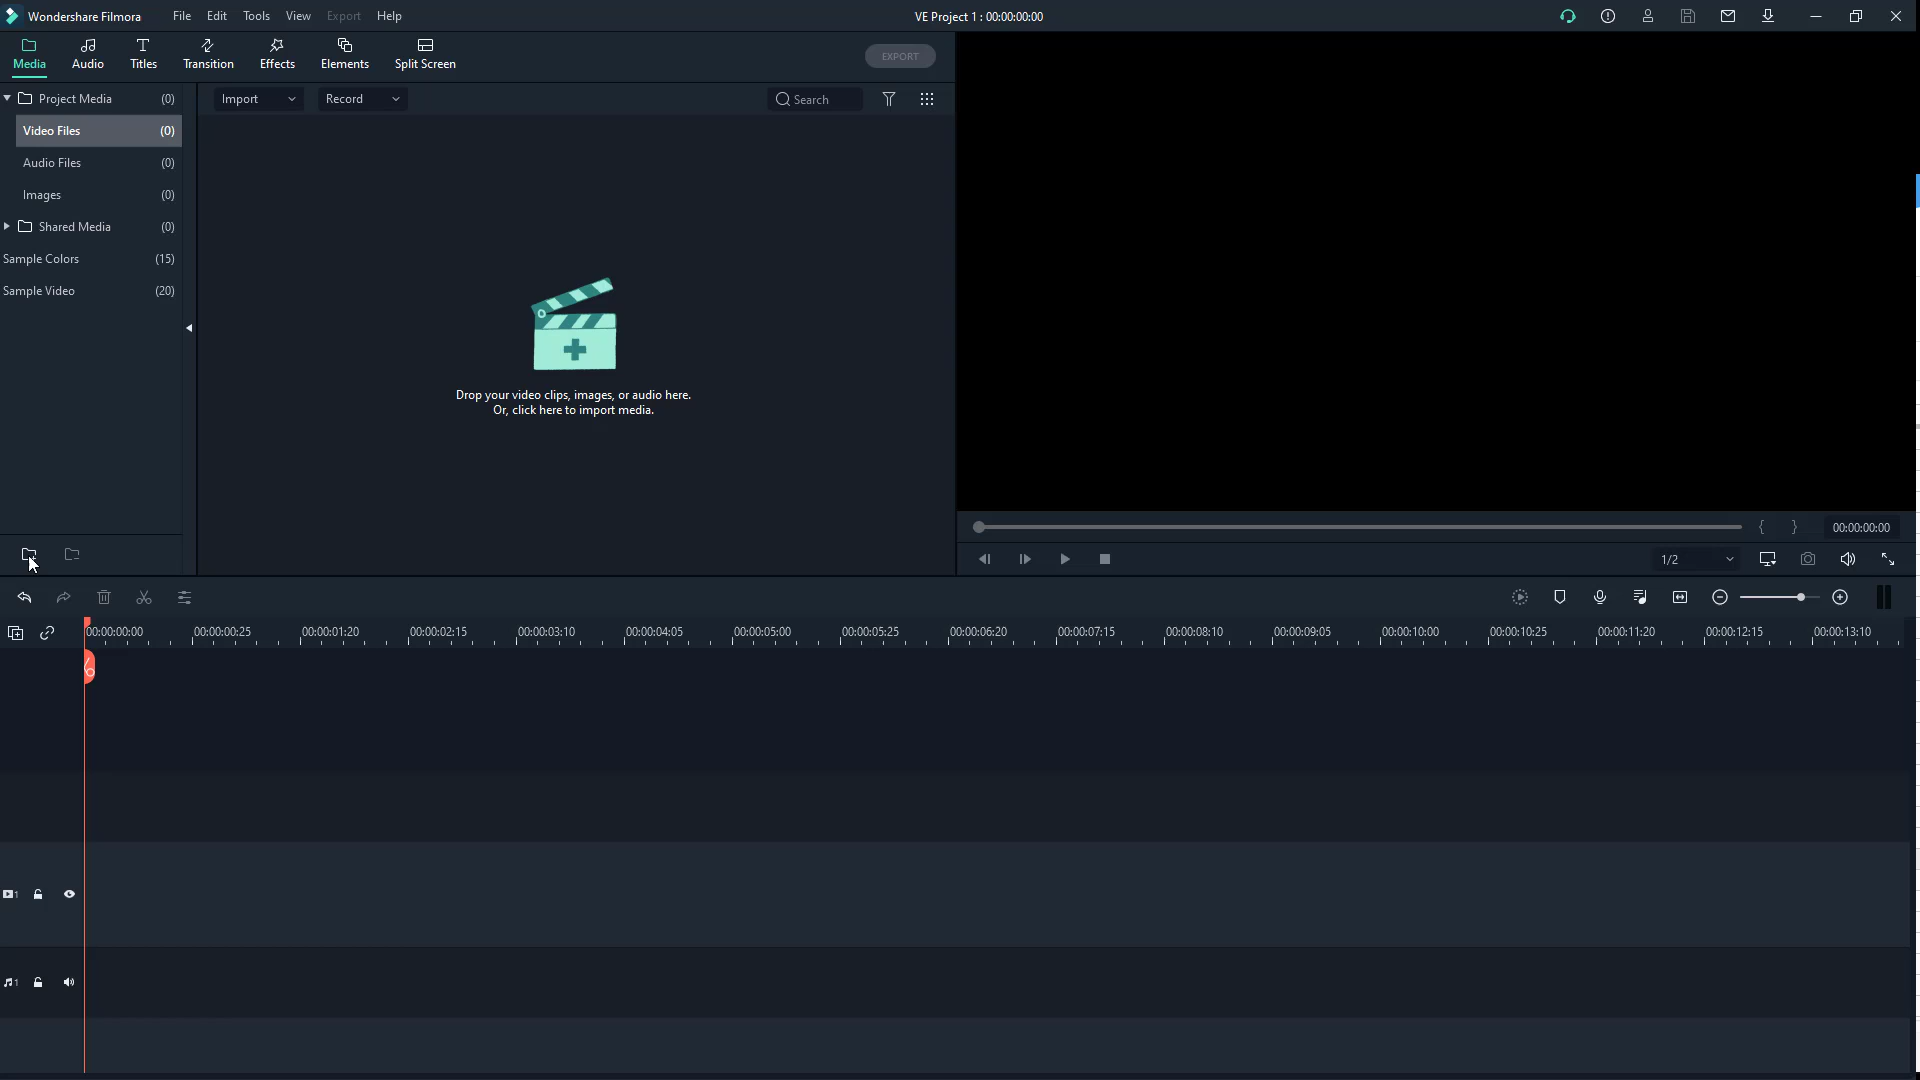 Wondershare Filmora File Edit Tools View Export Help VE Project 1 : 00:00:00:00
Media Audio Titles Transition Effects Elements Split Screen EXPORT
Project Media (0) Import Record Search
Video Files (0)
Audio Files (0)
Images (0)
Shared Media (0)
Sample Colors (15)
Sample Video (20)
Drop your video clips, images, or audio here.
Or, click here to import media.
{ } 00:00:00:00
1/2
00:00:00:00 00:00:00:25 00:00:01:20 00:00:02:15 00:00:03:10 00:00:04:05 00:00:05:00 00:00:05:25 00:00:06:20 00:00:07:15 00:00:08:10 00:00:09:05 00:00:10:00 00:00:10:25 00:00:11:20 00:00:12:15 00:00:13:10
1
1